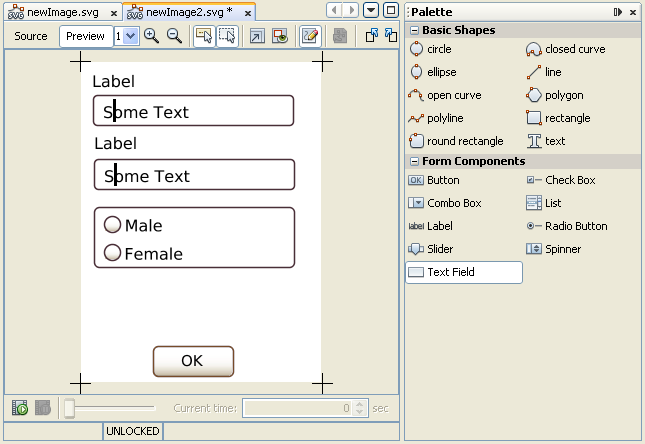 newImage.svg
newImage2.svg *
Palette
Source
Preview
1
Basic Shapes
circle
closed curve
ellipse
line
open curve
polygon
polyline
rectangle
round rectangle
text
Form Components
Button
Check Box
Combo Box
List
Label
Radio Button
Slider
Spinner
Text Field
Label
Some Text
Label
Some Text
Male
Female
OK
Current time:
0
sec
UNLOCKED